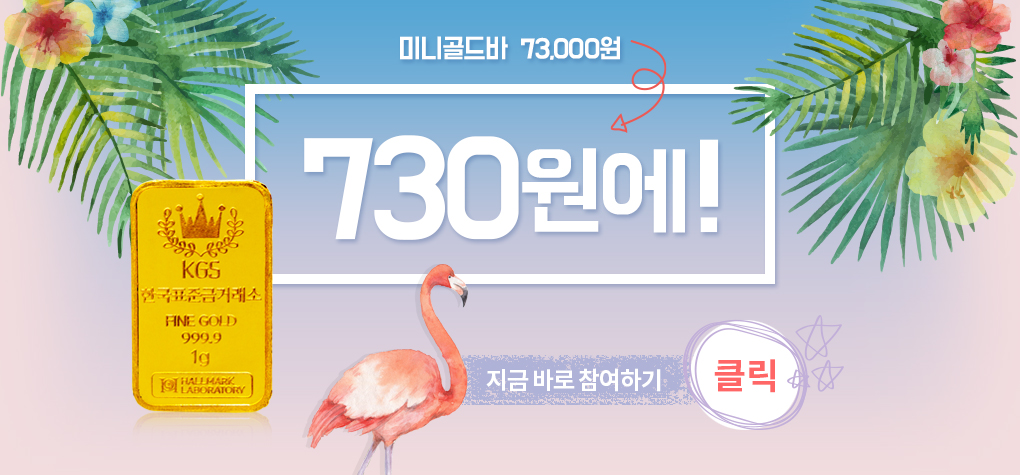 미니골드바 73,000원
730원에!
KGS
한국표준금거래소
FINE GOLD
999.9
1g
HALLMARK
LABORATORY
지금 바로 참여하기
클릭